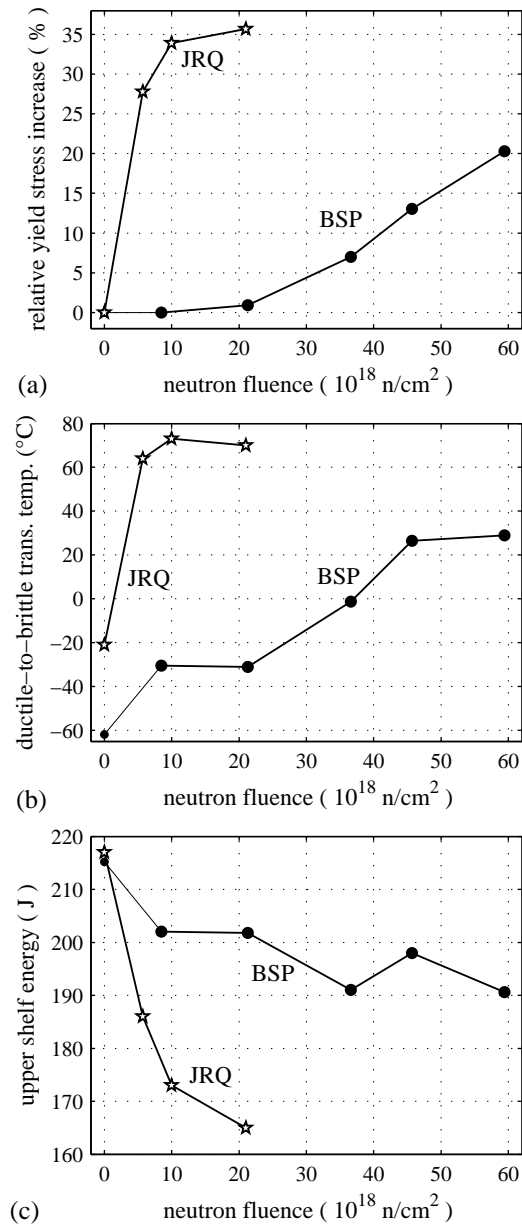 relative yield stress increase ( % )
35
30
25
20
15
10
5
0
JRQ
BSP
0 10 20 30 40 50 60
(a) neutron fluence ( 10^18 n/cm^2 )
ductile−to−brittle trans. temp. (°C)
80
60
40
20
0
−20
−40
−60
BSP
JRQ
0 10 20 30 40 50 60
(b) neutron fluence ( 10^18 n/cm^2 )
upper shelf energy ( J )
220
210
200
190
180
170
160
BSP
JRQ
0 10 20 30 40 50 60
(c) neutron fluence ( 10^18 n/cm^2 )